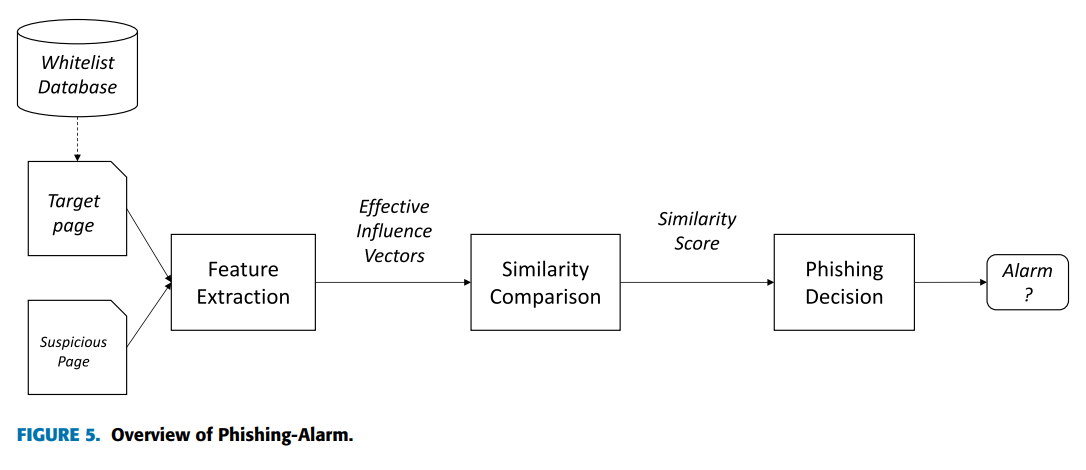 Whitelist
Database
Target
page
Suspicious
Page
Feature
Extraction
Effective
Influence
Vectors
Similarity
Comparison
Similarity
Score
Phishing
Decision
Alarm
?
FIGURE 5. Overview of Phishing-Alarm.